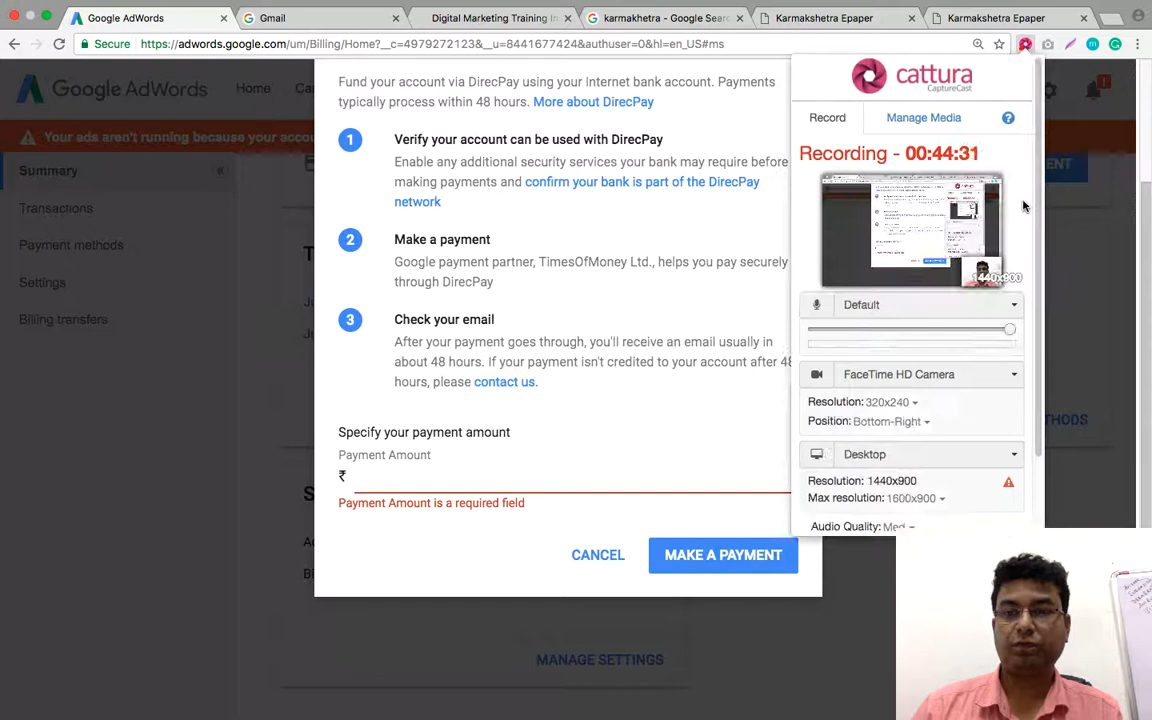 Google AdWords
Gmail
Digital Marketing Training In
karmakhetra - Google Searc
Karmakshetra Epaper
Karmakshetra Epaper
Secure
https://adwords.google.com/um/Billing/Home?__c=4979272123&__u=8441677424&authuser=0&hl=en_US#ms
Google AdWords
Home
Your ads aren't running because your
Summary
Transactions
Payment methods
Settings
Billing transfers
Fund your account via DirecPay using your Internet bank account. Payments
typically process within 48 hours. More about DirecPay
1
Verify your account can be used with DirecPay
Enable any additional security services your bank may require before
making payments and confirm your bank is part of the DirecPay
network
2
Make a payment
Google payment partner, TimesOfMoney Ltd., helps you pay securely
through DirecPay
3
Check your email
After your payment goes through, you'll receive an email usually in
about 48 hours. If your payment isn't credited to your account after 48
hours, please contact us.
Specify your payment amount
Payment Amount
₹
Payment Amount is a required field
CANCEL
MAKE A PAYMENT
MANAGE SETTINGS
cattura
CaptureCast
Record
Manage Media
Recording - 00:44:31
1440x900
Default
FaceTime HD Camera
Resolution: 320x240
Position: Bottom-Right
Desktop
Resolution: 1440x900
Max resolution: 1600x900
Audio Quality: Med